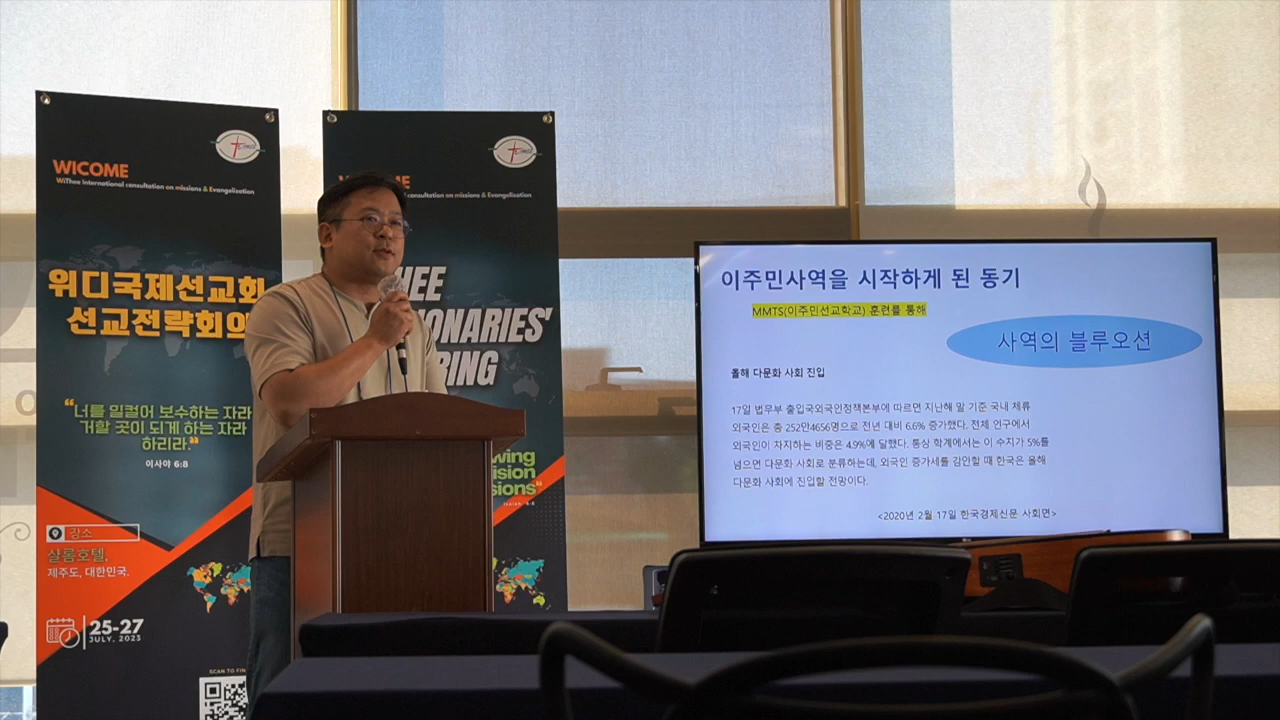 WICOME
WiThee International consultation on missions & Evangelization
위디국제선교회
선교전략회의
“너를 일컬어 보수하는 자라
거할 곳이 되게 하는 자라
하리라.”
이사야 6:8
장소
샬롬호텔,
제주도, 대한민국.
25-27
JULY, 2023
SCAN TO FIN
consultation on missions & Evangelization
HEE
ONARIES'
RING
wing
ision
sions”
이주민사역을 시작하게 된 동기
MMTS(이주민선교학교) 훈련를 통해
사역의 블루오션
올해 다문화 사회 진입
17일 법무부 출입국외국인정책본부에 따르면 지난해 말 기준 국내 체류
외국인은 총 252만4656명으로 전년 대비 6.6% 증가했다. 전체 인구에서
외국인이 차지하는 비중은 4.9%에 달했다. 통상 학계에서는 이 수치가 5%를
넘으면 다문화 사회로 분류하는데, 외국인 증가세를 감안할 때 한국은 올해
다문화 사회에 진입할 전망이다.
<2020년 2월 17일 한국경제신문 사회면>